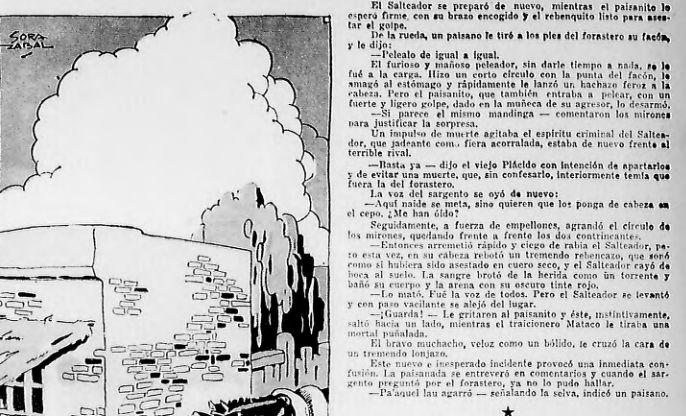 SORA
ZABAL
El Salteador se preparó de nuevo, mientras el paisanito lo
esperó firme, con su brazo encogido y el rebenquito listo para ases-
tar el golpe.
De la rueda, un paisano le tiró a los pies del forastero su facón,
y le dijo:
—Pelealo de igual a igual.
El furioso y mañoso peleador, sin darle tiempo a nada, se le
fué a la carga. Hizo un corto círculo con la punta del facón, le
amagó al estómago y rápidamente le lanzó un hachazo feroz a la
cabeza. Pero el paisanito, que también entraba a pelear, con un
fuerte y ligero golpe, dado en la muñeca de su agresor, lo desarmó.
—Si parece el mismo mandinga — comentaron los mirones
para justificar la sorpresa.
Un impulso de muerte agitaba el espíritu criminal del Saltea-
dor, que jadeante como fiera acorralada, estaba de nuevo frente al
terrible rival.
—Basta ya — dijo el viejo Plácido con intención de apartarlos
y de evitar una muerte, que, sin confesarlo, interiormente temía que
fuera la del forastero.
La voz del sargento se oyó de nuevo:
—Aquí naide se meta, sino quieren que los ponga de cabeza en
el cepo. ¿Me han óido?
Seguidamente, a fuerza de empellones, agrandó el círculo de
los mirones, quedando frente a frente los dos contrincantes.
—Entonces arremetió rápido y ciego de rabia el Salteador, pe-
ro esta vez, en su cabeza rebotó un tremendo rebencazo, que sonó
como si hubiera sido asestado en cuero seco, y el Salteador cayó de
boca al suelo. La sangre brotó de la herida como un torrente y
bañó su cuerpo y la arena con su oscuro tinte rojo.
—Lo mató. Fué la voz de todos. Pero el Salteador se levantó
y con paso vacilante se alejó del lugar.
—¡Guarda! — Le gritaron al paisanito y éste, instintivamente,
saltó hacia un lado, mientras el traicionero Mataco le tiraba una
mortal puñalada.
El bravo muchacho, veloz como un bólido, le cruzó la cara de
un tremendo lonjazo.
Este nuevo e inesperado incidente provocó una inmediata con-
fusión. La paisanada se entreveró en comentarios y cuando el sar-
gento preguntó por el forastero, ya no lo pudo hallar.
—Pa'aquel lau agarró — señalando la selva, indicó un paisano.